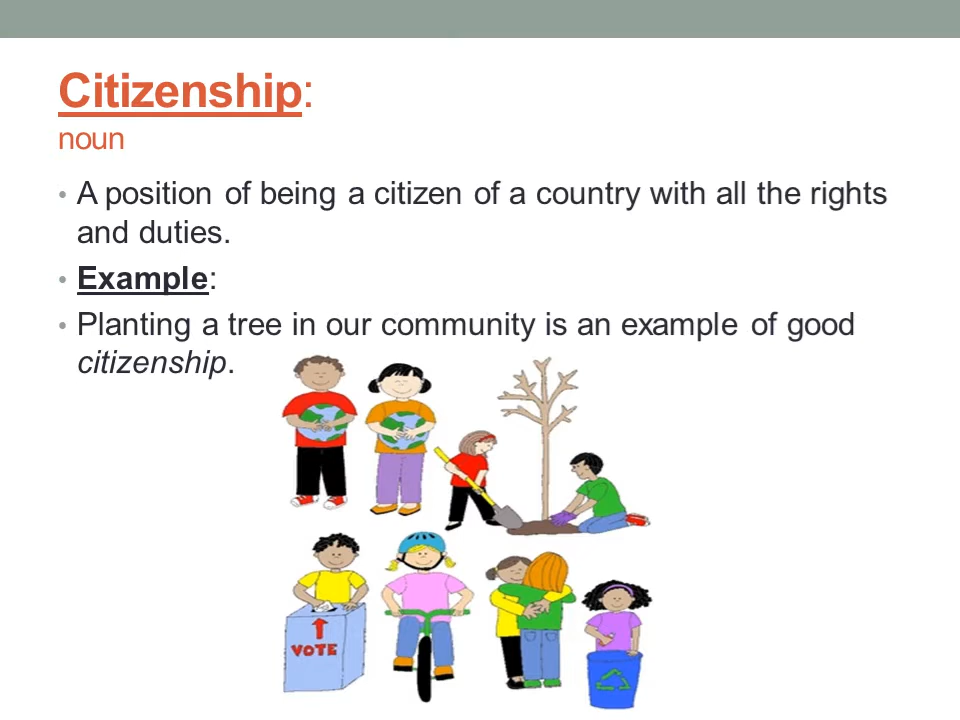 Citizenship:
noun
• A position of being a citizen of a country with all the rights
and duties.
• Example:
• Planting a tree in our community is an example of good
citizenship.
VOTE